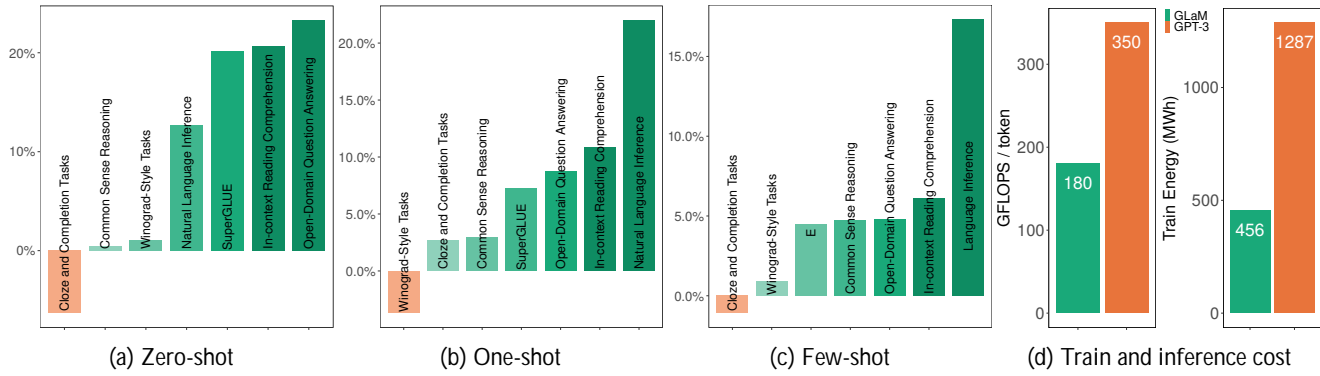 20%
10%
0%
Cloze and Completion Tasks
Common Sense Reasoning
Winograd-Style Tasks
Natural Language Inference
SuperGLUE
In-context Reading Comprehension
Open-Domain Question Answering
(a) Zero-shot
20.0%
15.0%
10.0%
5.0%
0.0%
Winograd-Style Tasks
Cloze and Completion Tasks
Common Sense Reasoning
SuperGLUE
Open-Domain Question Answering
In-context Reading Comprehension
Natural Language Inference
(b) One-shot
15.0%
10.0%
5.0%
0.0%
Cloze and Completion Tasks
Winograd-Style Tasks
E
Common Sense Reasoning
Open-Domain Question Answering
In-context Reading Conprehension
Language Inference
(c) Few-shot
GLaM
GPT-3
GFLOPS / token
300
200
100
0
180
350
Train Energy (MWh)
1000
500
0
456
1287
(d) Train and inference cost